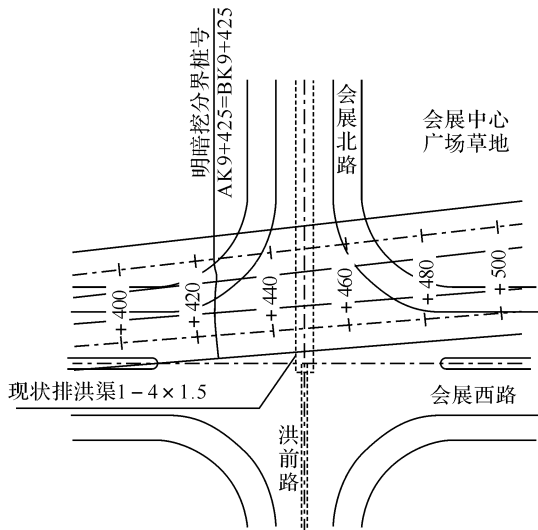 明暗挖分界桩号
AK9+425=BK9+425
会展北路
会展中心
广场草地
+400
+420
+440
+460
+480
+500
现状排洪渠1-4×1.5
会展西路
洪前路